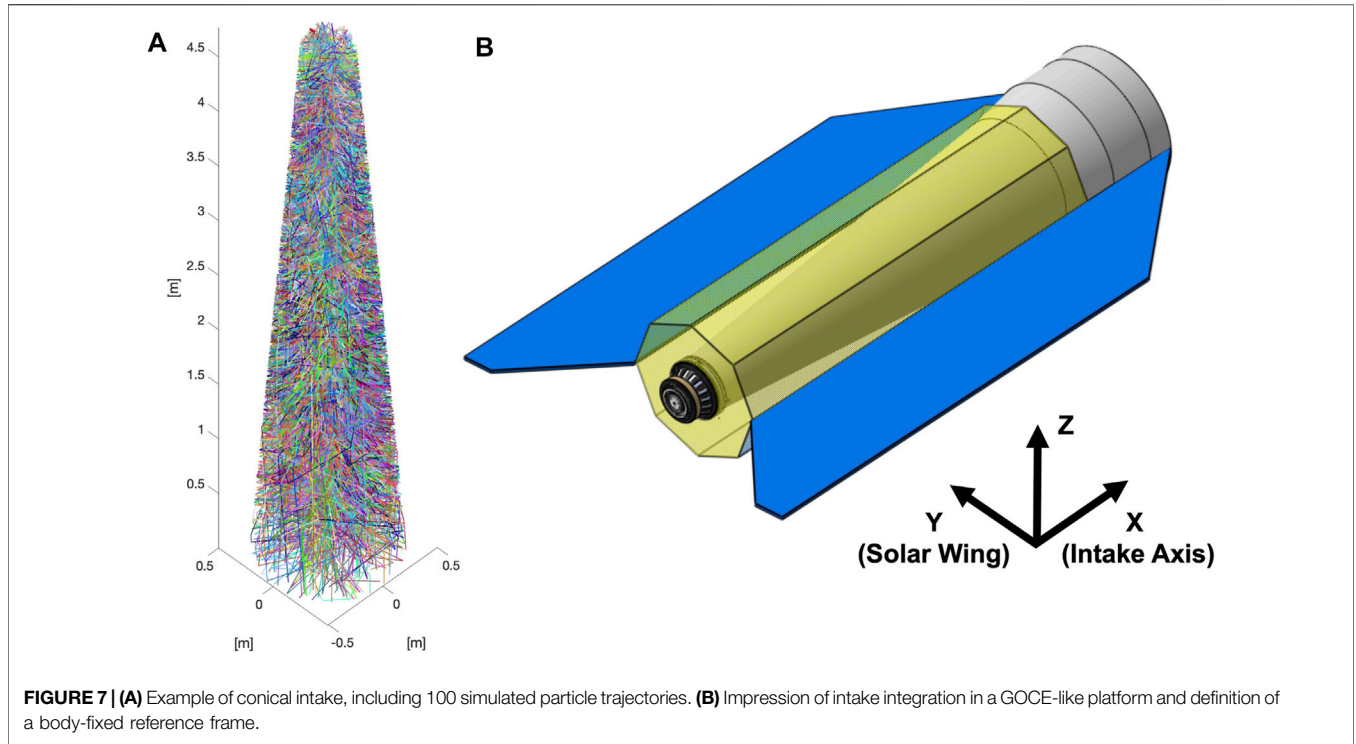 A
B
4.5
4
3.5
3
2.5
[m]
2
1.5
1
0.5
0.5
0.5
0
0
[m]
-0.5
[m]
Z
Y
X
(Solar Wing)
(Intake Axis)
FIGURE 7 | (A) Example of conical intake, including 100 simulated particle trajectories. (B) Impression of intake integration in a GOCE-like platform and definition of
a body-fixed reference frame.